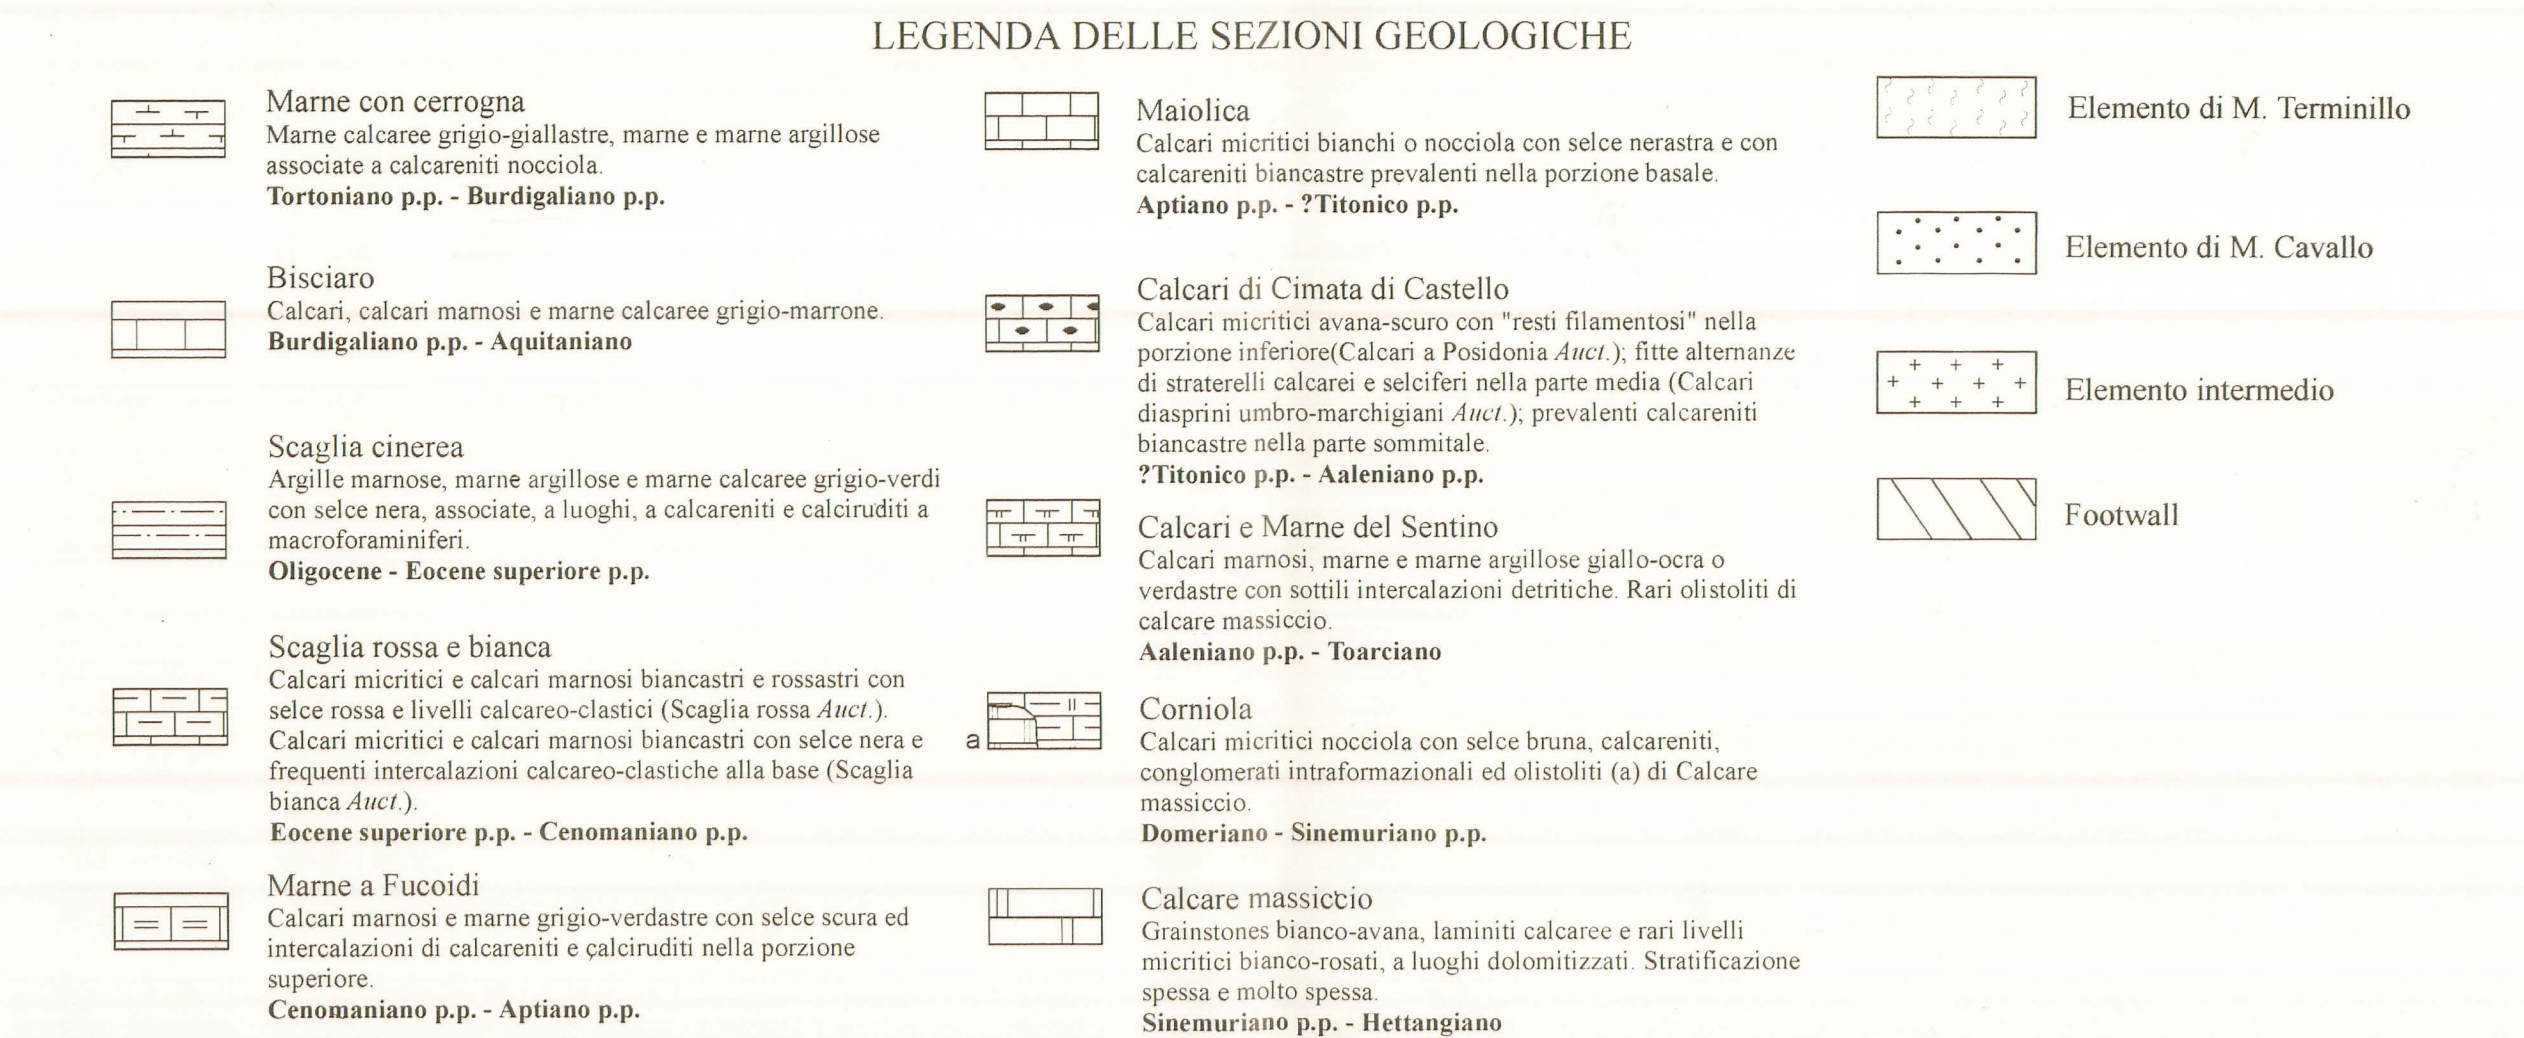 LEGENDA DELLE SEZIONI GEOLOGICHE
Marne con cerrogna
Marne calcaree grigio-giallastre, marne e marne argillose
associate a calcareniti nocciola.
Tortoniano p.p. - Burdigaliano p.p.
Bisciaro
Calcari, calcari marnosi e marne calcaree grigio-marrone.
Burdigaliano p.p. - Aquitaniano
Scaglia cinerea
Argille marnose, marne argillose e marne calcaree grigio-verdi
con selce nera, associate, a luoghi, a calcareniti e calciruditi a
macroforaminiferi.
Oligocene - Eocene superiore p.p.
Scaglia rossa e bianca
Calcari micritici e calcari marnosi biancastri e rossastri con
selce rossa e livelli calcareo-clastici (Scaglia rossa Auct.).
Calcari micritici e calcari marnosi biancastri con selce nera e
frequenti intercalazioni calcareo-clastiche alla base (Scaglia
bianca Auct.).
Eocene superiore p.p. - Cenomaniano p.p.
Marne a Fucoidi
Calcari marnosi e marne grigio-verdastre con selce scura ed
intercalazioni di calcareniti e calciruditi nella porzione
superiore.
Cenomaniano p.p. - Aptiano p.p.
Maiolica
Calcari micritici bianchi o nocciola con selce nerastra e con
calcareniti biancastre prevalenti nella porzione basale.
Aptiano p.p. - ?Titonico p.p.
Calcari di Cimata di Castello
Calcari micritici avana-scuro con "resti filamentosi" nella
porzione inferiore(Calcari a Posidonia Auct.); fitte alternanze
di straterelli calcarei e selciferi nella parte media (Calcari
diasprini umbro-marchigiani Auct.); prevalenti calcareniti
biancastre nella parte sommitale.
?Titonico p.p. - Aaleniano p.p.
Calcari e Marne del Sentino
Calcari marnosi, marne e marne argillose giallo-ocra o
verdastre con sottili intercalazioni detritiche. Rari olistoliti di
calcare massiccio.
Aaleniano p.p. - Toarciano
a
Corniola
Calcari micritici nocciola con selce bruna, calcareniti,
conglomerati intraformazionali ed olistoliti (a) di Calcare
massiccio.
Domeriano - Sinemuriano p.p.
Calcare massiccio
Grainstones bianco-avana, laminiti calcaree e rari livelli
micritici bianco-rosati, a luoghi dolomitizzati. Stratificazione
spessa e molto spessa.
Sinemuriano p.p. - Hettangiano
Elemento di M. Terminillo
Elemento di M. Cavallo
Elemento intermedio
Footwall